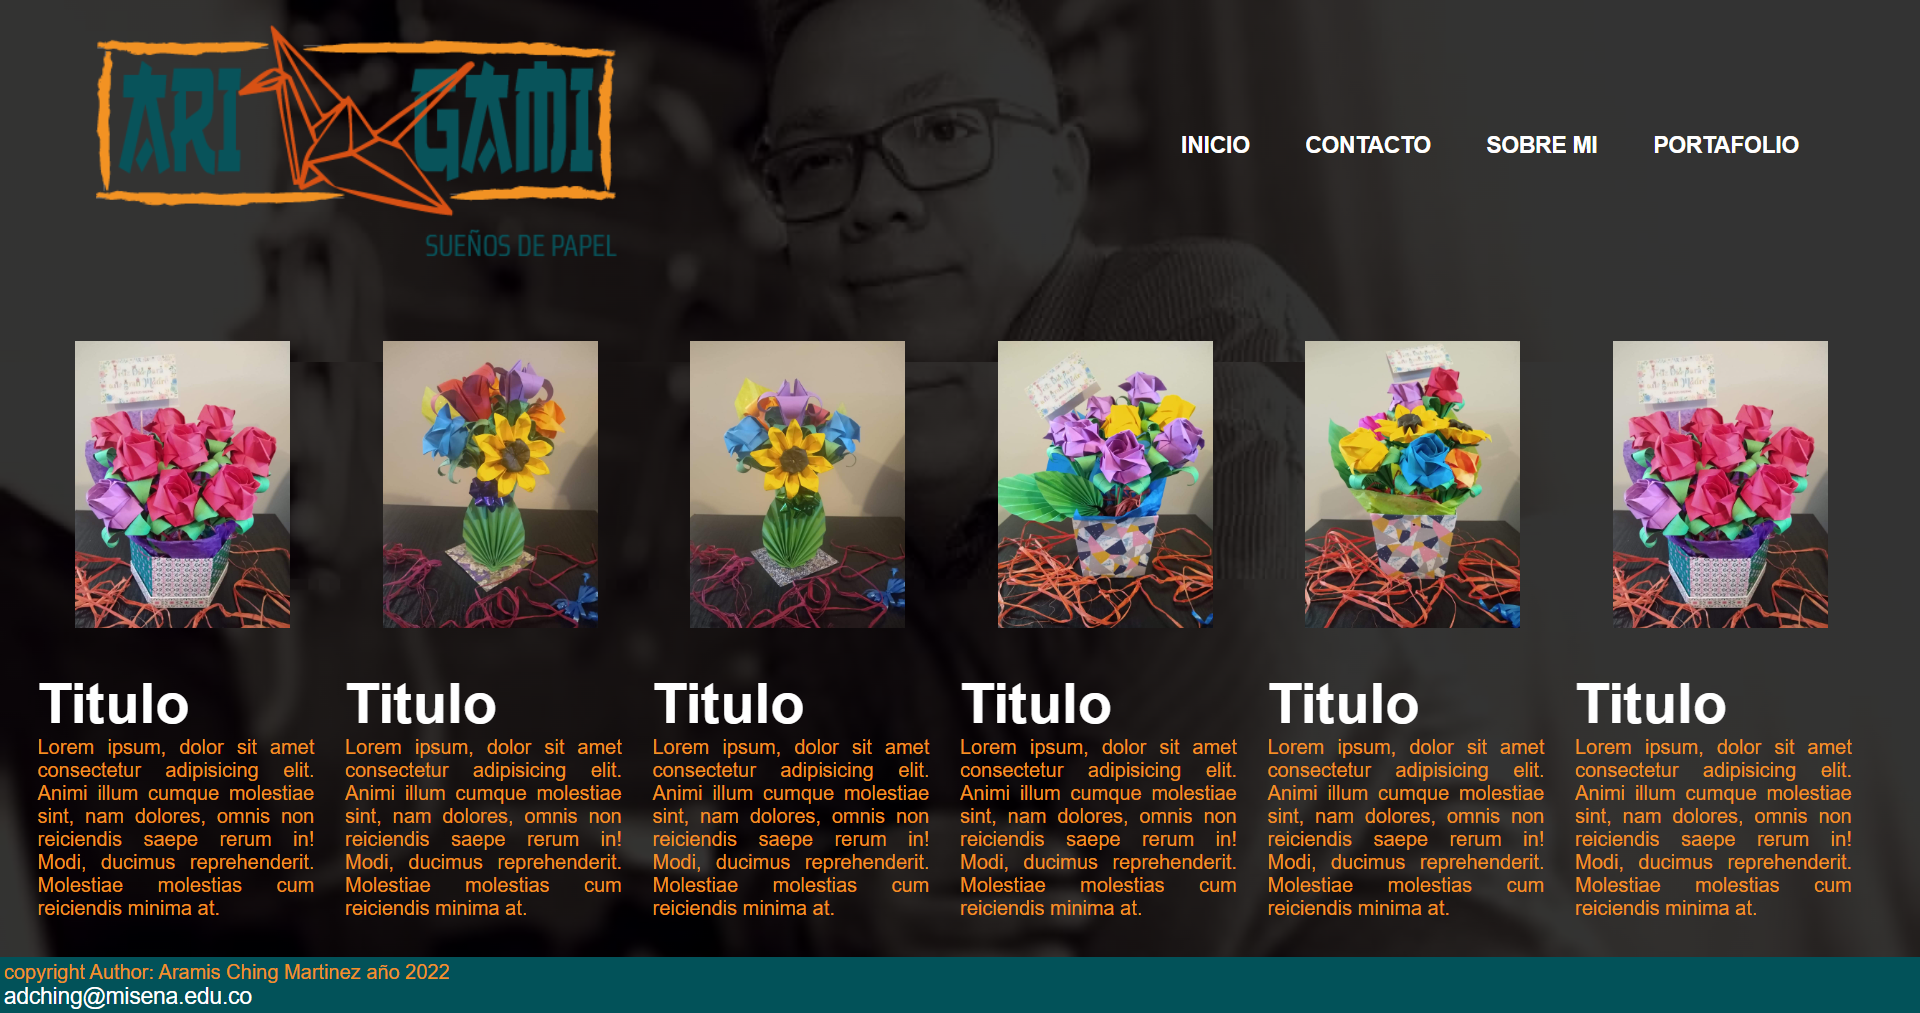 ARI GAMI
SUEÑOS DE PAPEL
INICIO CONTACTO SOBRE MI PORTAFOLIO
Titulo
Lorem ipsum, dolor sit amet
consectetur adipisicing elit.
Animi illum cumque molestiae
sint, nam dolores, omnis non
reiciendis saepe rerum in!
Modi, ducimus reprehenderit.
Molestiae molestias cum
reiciendis minima at.
Titulo
Lorem ipsum, dolor sit amet
consectetur adipisicing elit.
Animi illum cumque molestiae
sint, nam dolores, omnis non
reiciendis saepe rerum in!
Modi, ducimus reprehenderit.
Molestiae molestias cum
reiciendis minima at.
Titulo
Lorem ipsum, dolor sit amet
consectetur adipisicing elit.
Animi illum cumque molestiae
sint, nam dolores, omnis non
reiciendis saepe rerum in!
Modi, ducimus reprehenderit.
Molestiae molestias cum
reiciendis minima at.
Titulo
Lorem ipsum, dolor sit amet
consectetur adipisicing elit.
Animi illum cumque molestiae
sint, nam dolores, omnis non
reiciendis saepe rerum in!
Modi, ducimus reprehenderit.
Molestiae molestias cum
reiciendis minima at.
Titulo
Lorem ipsum, dolor sit amet
consectetur adipisicing elit.
Animi illum cumque molestiae
sint, nam dolores, omnis non
reiciendis saepe rerum in!
Modi, ducimus reprehenderit.
Molestiae molestias cum
reiciendis minima at.
Titulo
Lorem ipsum, dolor sit amet
consectetur adipisicing elit.
Animi illum cumque molestiae
sint, nam dolores, omnis non
reiciendis saepe rerum in!
Modi, ducimus reprehenderit.
Molestiae molestias cum
reiciendis minima at.
copyright Author: Aramis Ching Martinez año 2022
adching@misena.edu.co